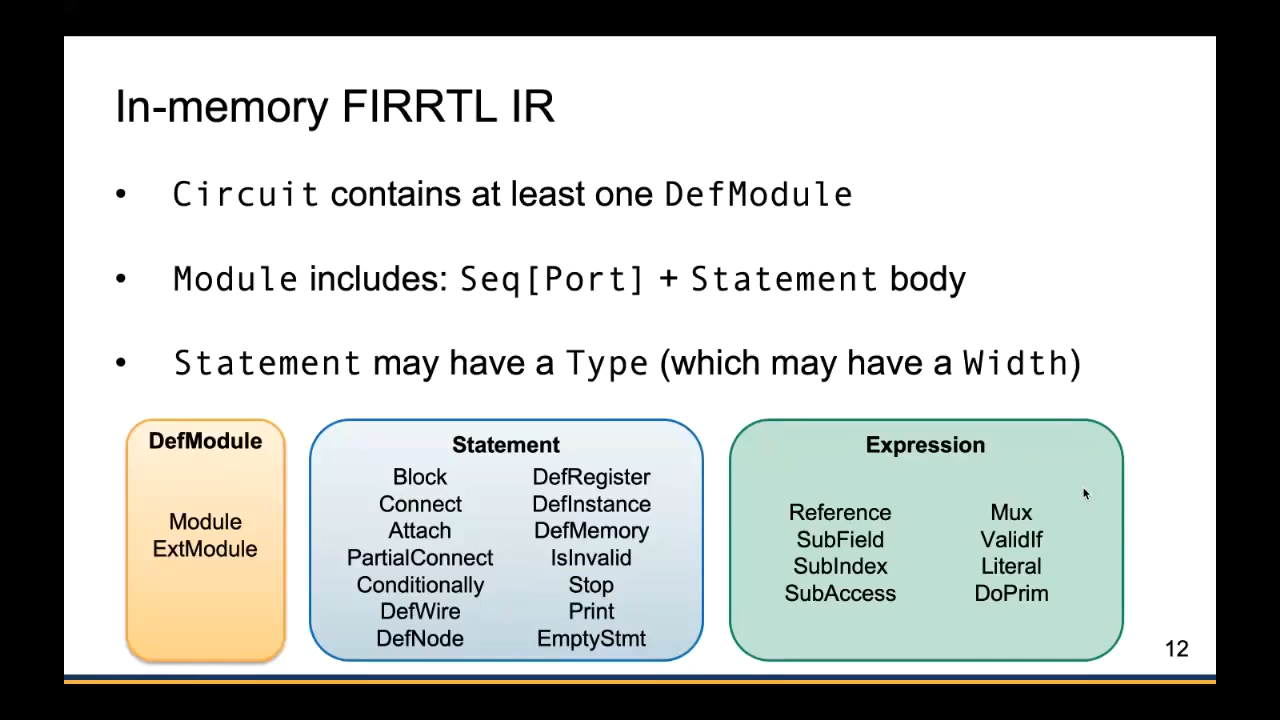 In-memory FIRRTL IR
• Circuit contains at least one DefModule
• Module includes: Seq[Port] + Statement body
• Statement may have a Type (which may have a Width)
DefModule
Module
ExtModule
Statement
Block DefRegister
Connect DefInstance
Attach DefMemory
PartialConnect IsInvalid
Conditionally Stop
DefWire Print
DefNode EmptyStmt
Expression
Reference Mux
SubField ValidIf
SubIndex Literal
SubAccess DoPrim
12